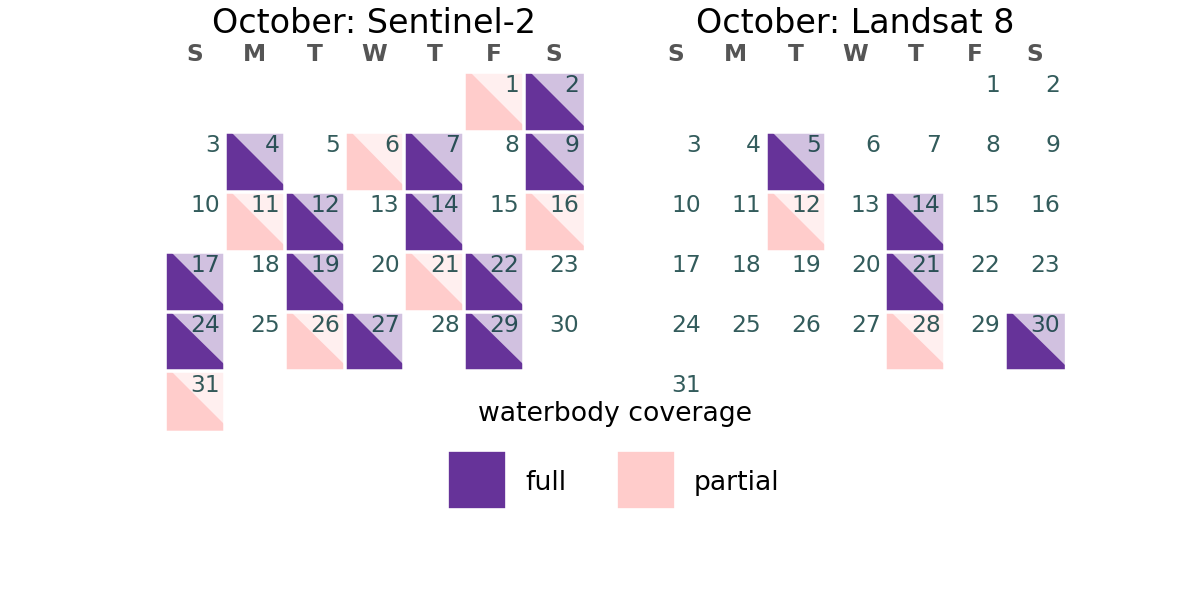 October: Sentinel-2
S M T W T F S
1 2
3 4 5 6 7 8 9
10 11 12 13 14 15 16
17 18 19 20 21 22 23
24 25 26 27 28 29 30
31
October: Landsat 8
S M T W T F S
1 2
3 4 5 6 7 8 9
10 11 12 13 14 15 16
17 18 19 20 21 22 23
24 25 26 27 28 29 30
31
waterbody coverage
full partial